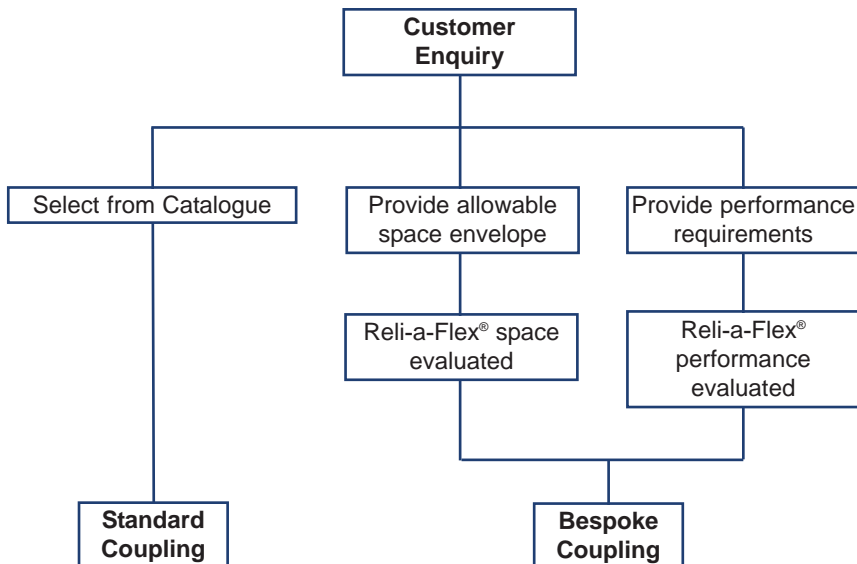 Customer
Enquiry
Select from Catalogue
Provide allowable
space envelope
Provide performance
requirements
Reli-a-Flex® space
evaluated
Reli-a-Flex®
performance
evaluated
Standard
Coupling
Bespoke
Coupling